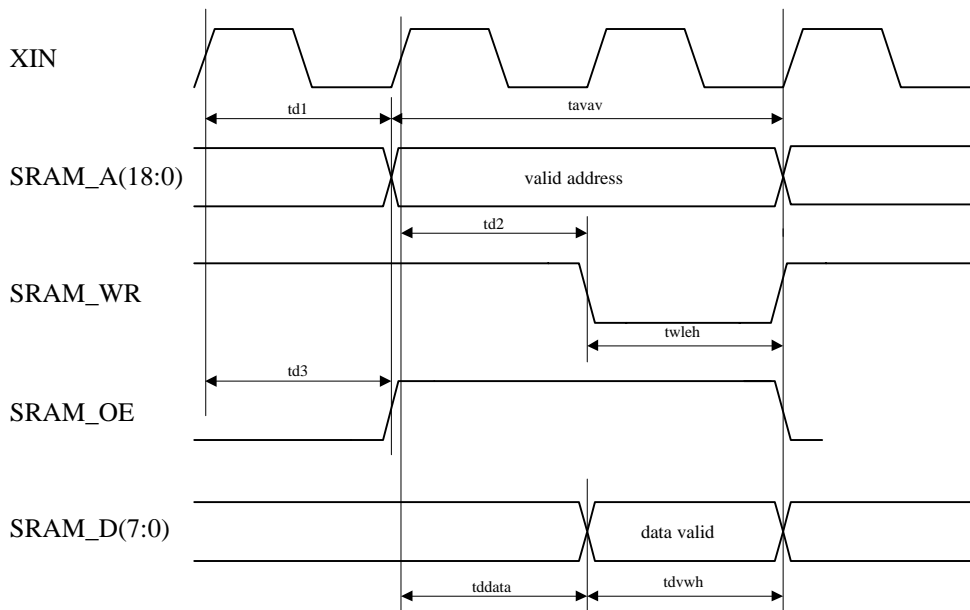 XIN
td1
tavav
SRAM_A(18:0)
valid address
td2
SRAM_WR
twleh
td3
SRAM_OE
SRAM_D(7:0)
data valid
tddata
tdvwh